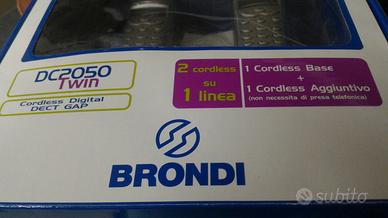 DC2050
Twin
Cordless Digital
DECT GAP
2 cordless
su
1 linea
1 Cordless Base
+
1 Cordless Aggiuntivo
(non necessita di presa telefonica)
BRONDI
subito